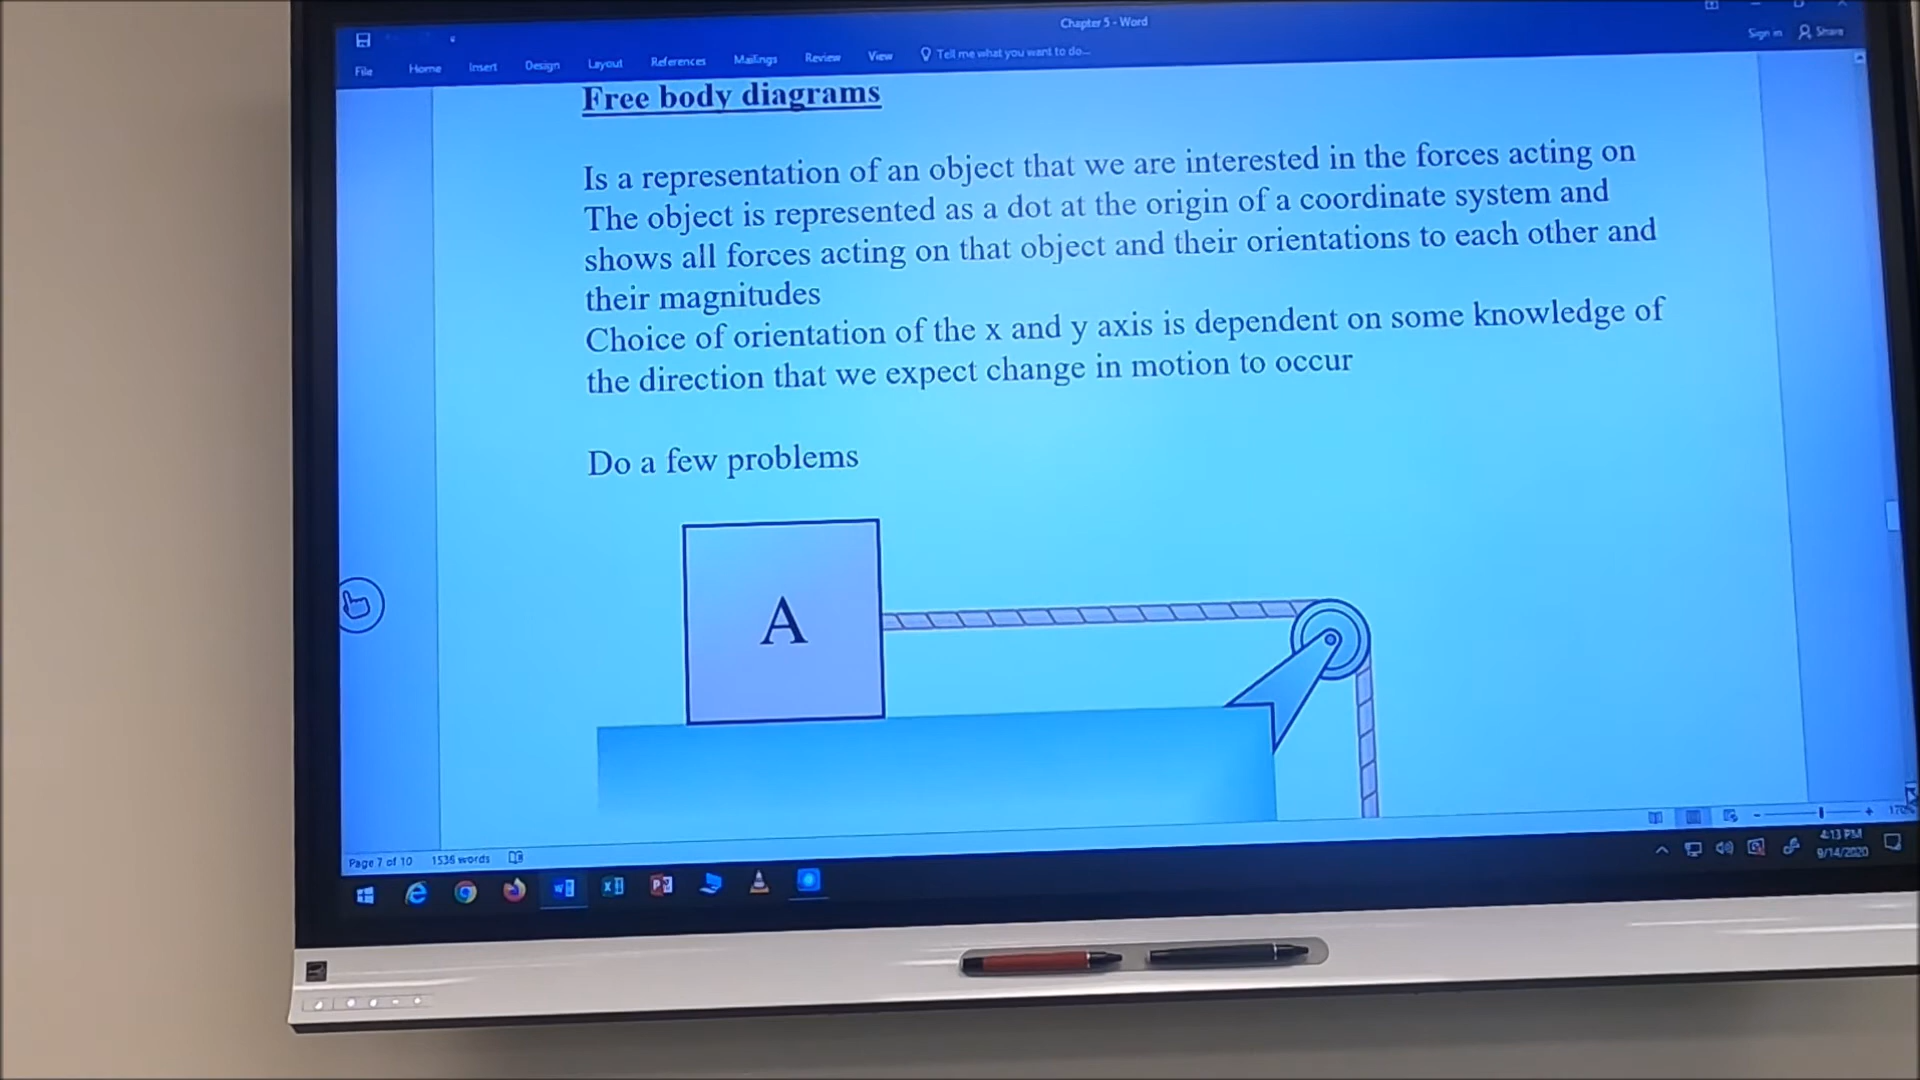 Chapter 5 - Word
Sign in Share
File Home Insert Design Layout References Mailings Review View Tell me what you want to do...
Free body diagrams
Is a representation of an object that we are interested in the forces acting on
The object is represented as a dot at the origin of a coordinate system and
shows all forces acting on that object and their orientations to each other and
their magnitudes
Choice of orientation of the x and y axis is dependent on some knowledge of
the direction that we expect change in motion to occur
Do a few problems
A
Page 7 of 10 1536 words
170%
4:13 PM
9/14/2020